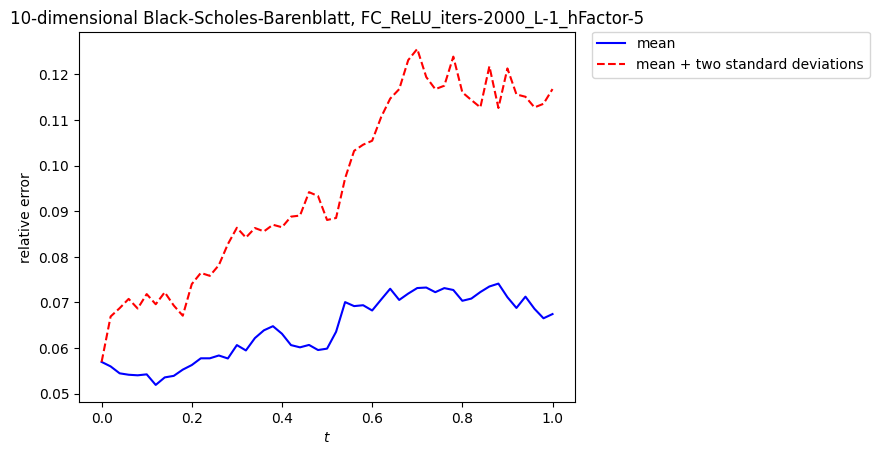 10-dimensional Black-Scholes-Barenblatt, FC_ReLU_iters-2000_L-1_hFactor-5
mean
mean + two standard deviations
0.12
0.11
0.10
0.09
0.08
0.07
0.06
0.05
relative error
0.0 0.2 0.4 0.6 0.8 1.0
t